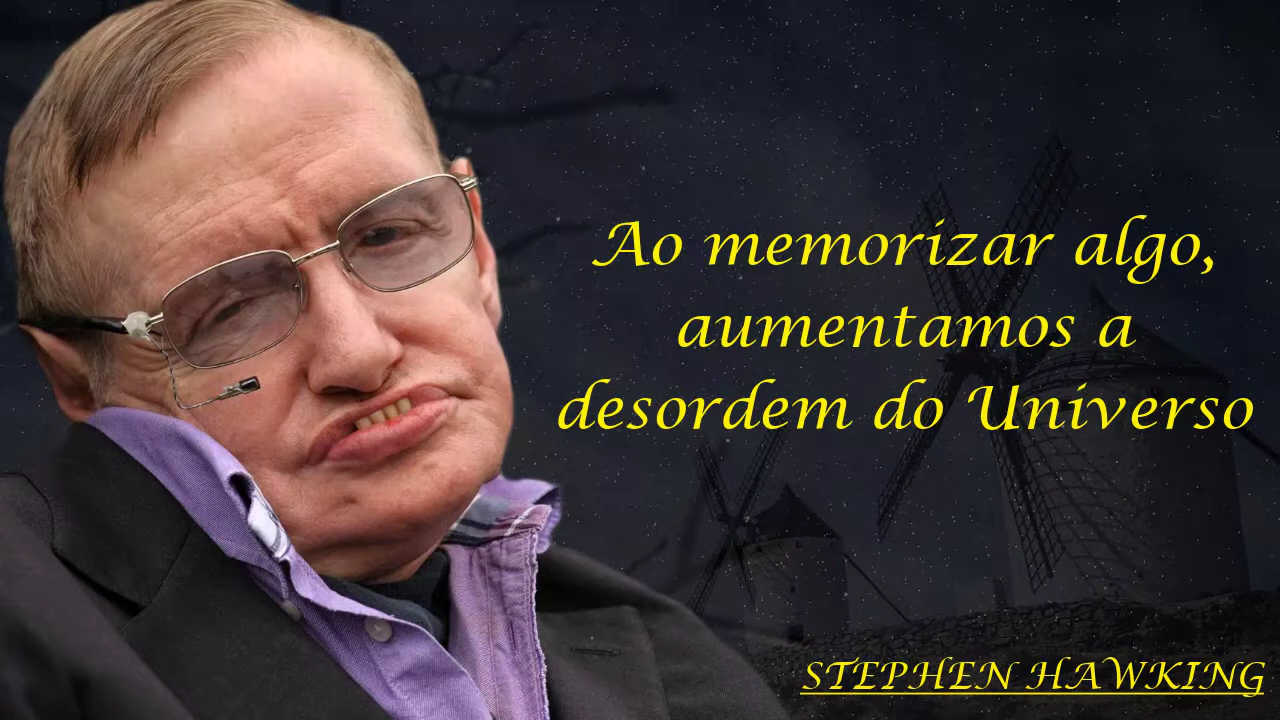 Ao memorizar algo,
aumentamos a
desordem do Universo
STEPHEN HAWKING